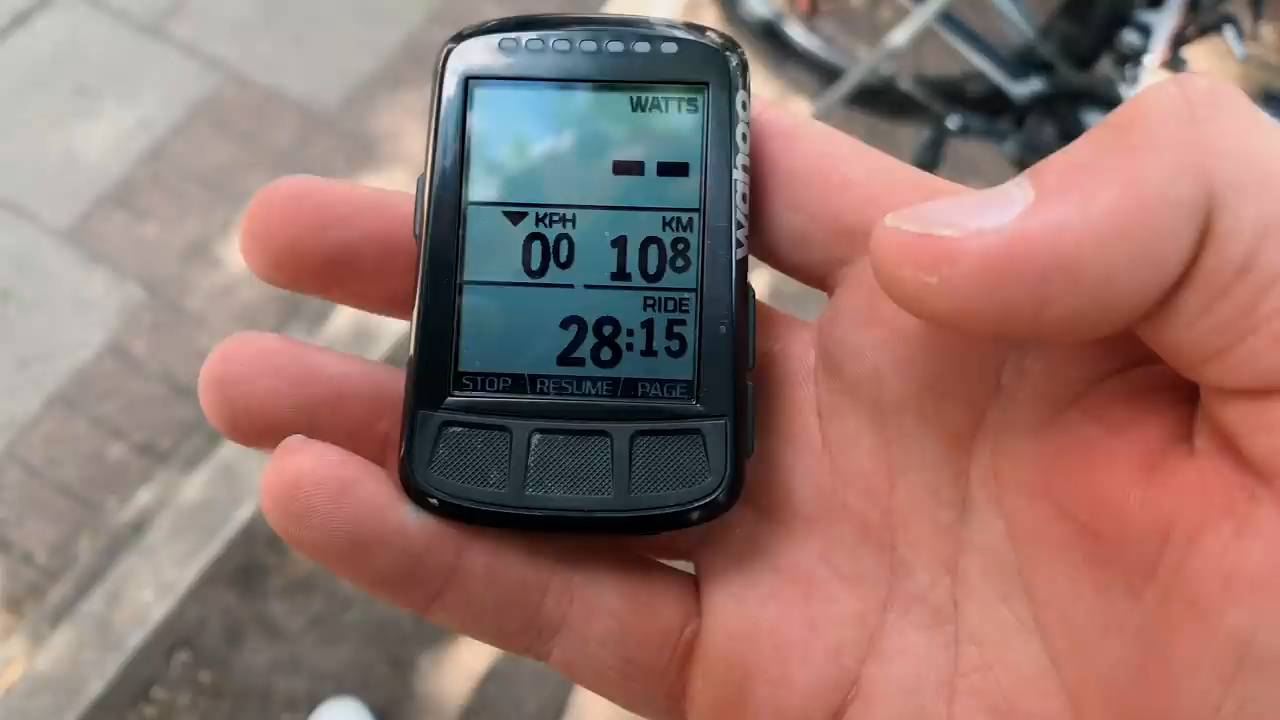 WATTS
--
KPH KM
00 108
RIDE
28:15
STOP RESUME PAGE
wahoo